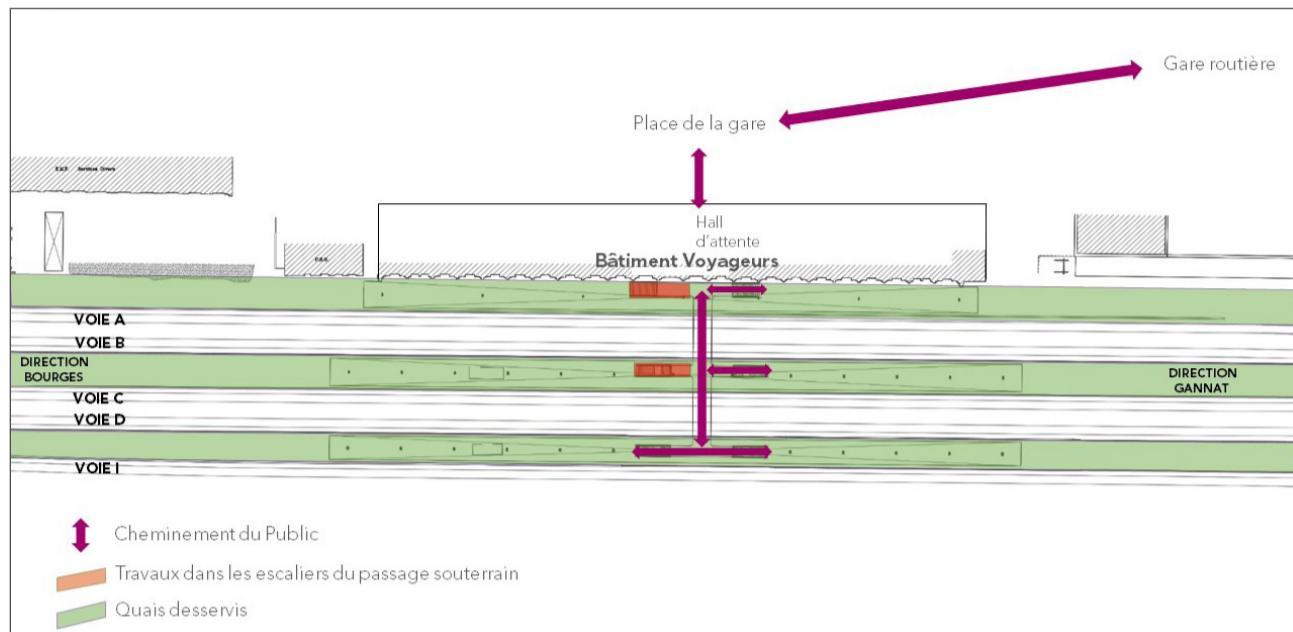 Gare routière
Place de la gare
Hall
d'attente
Bâtiment Voyageurs
VOIE A
VOIE B
DIRECTION
BOURGES
DIRECTION
GANNAT
VOIE C
VOIE D
VOIE I
Cheminement du Public
Travaux dans les escaliers du passage souterrain
Quais desservis